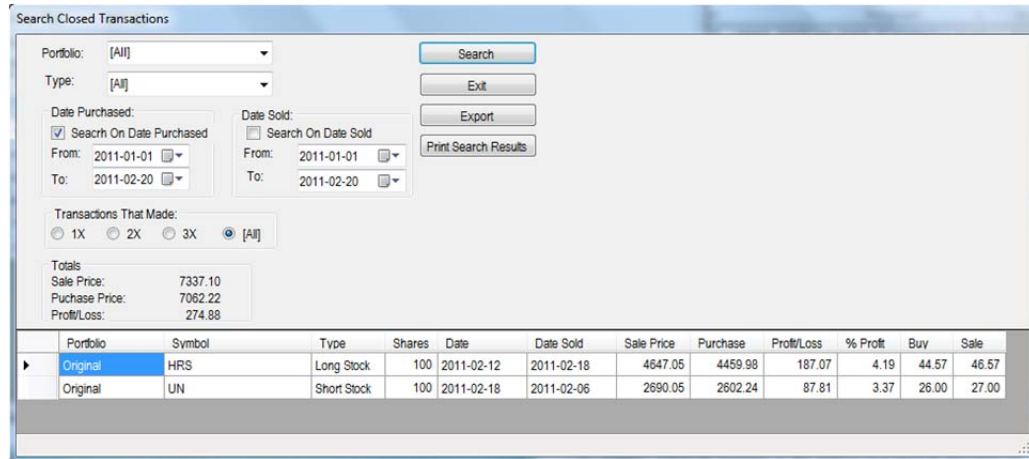 Search Closed Transactions
Portfolio: [All]
Search
Type: [All]
Exit
Date Purchased: Date Sold:
Export
Seacrh On Date Purchased Search On Date Sold
Print Search Results
From: 2011-01-01 From: 2011-01-01
To: 2011-02-20 To: 2011-02-20
Transactions That Made:
1X 2X 3X [All]
Totals
Sale Price: 7337.10
Puchase Price: 7062.22
Profit/Loss: 274.88
Portfolio Symbol Type Shares Date Date Sold Sale Price Purchase Profit/Loss % Profit Buy Sale
Original HRS Long Stock 100 2011-02-12 2011-02-18 4647.05 4459.98 187.07 4.19 44.57 46.57
Original UN Short Stock 100 2011-02-18 2011-02-06 2690.05 2602.24 87.81 3.37 26.00 27.00